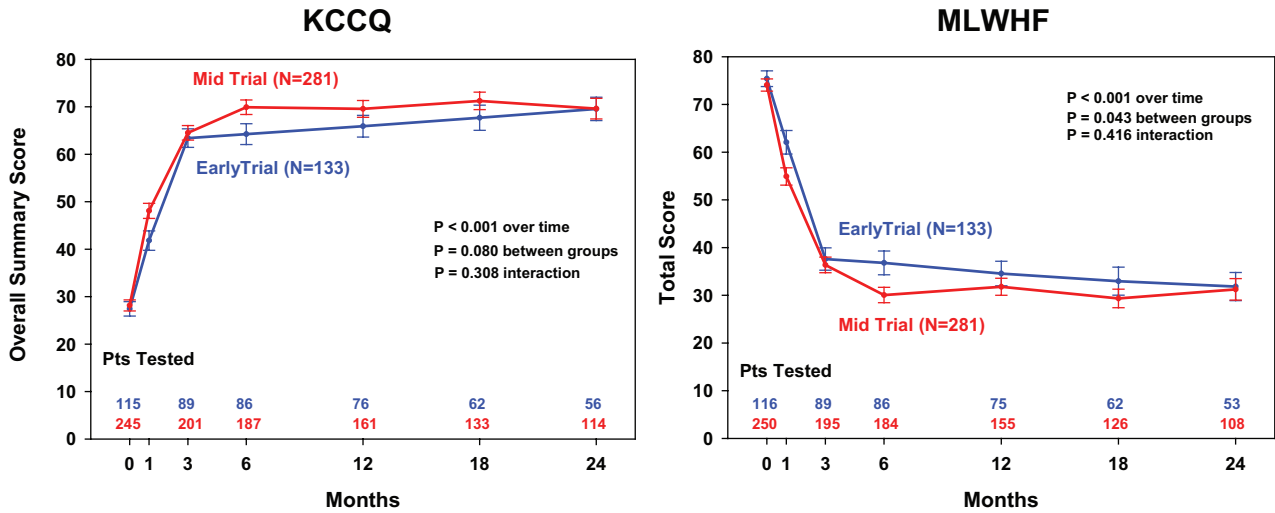 KCCQ
Overall Summary Score
80
70
60
50
40
30
20
10
0
Mid Trial (N=281)
EarlyTrial (N=133)
P < 0.001 over time
P = 0.080 between groups
P = 0.308 interaction
Pts Tested
115 89 86 76 62 56
245 201 187 161 133 114
0 1 3 6 12 18 24
Months
MLWHF
Total Score
80
70
60
50
40
30
20
10
0
P < 0.001 over time
P = 0.043 between groups
P = 0.416 interaction
EarlyTrial (N=133)
Mid Trial (N=281)
Pts Tested
116 89 86 75 62 53
250 195 184 155 126 108
0 1 3 6 12 18 24
Months